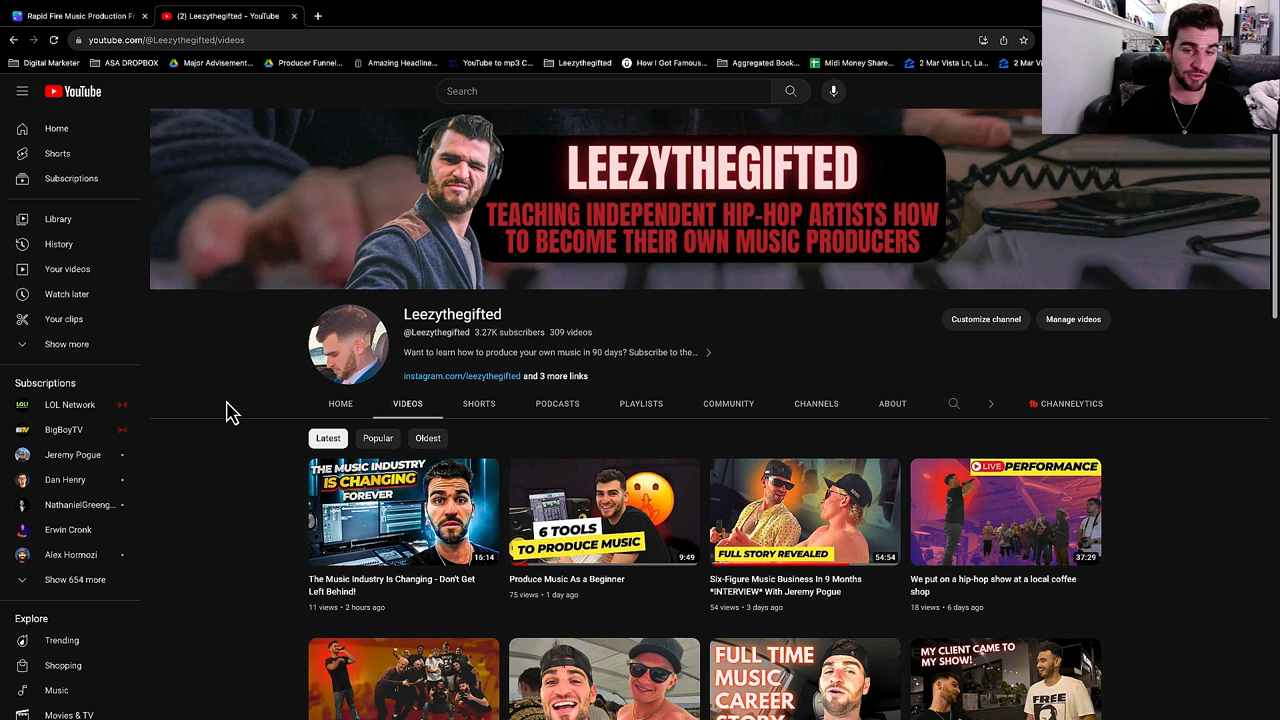 Rapid Fire Music Production Fr
(2) Leezythegifted - YouTube
youtube.com/@Leezythegifted/videos
Digital Marketer
ASA DROPBOX
Major Advisement...
Producer Funnel...
Amazing Headline...
YouTube to mp3 C...
Leezythegifted
How I Got Famous...
Aggregated Book...
Midi Money Share...
2 Mar Vista Ln, La...
2 Mar Vi
YouTube
Search
Home
Shorts
Subscriptions
Library
History
Your videos
Watch later
Your clips
Show more
Subscriptions
LOL Network
BigBoyTV
Jeremy Pogue
Dan Henry
NathanielGreeng...
Erwin Cronk
Alex Hormozi
Show 654 more
Explore
Trending
Shopping
Music
Movies & TV
LEEZYTHEGIFTED
TEACHING INDEPENDENT HIP-HOP ARTISTS HOW
TO BECOME THEIR OWN MUSIC PRODUCERS
Leezythegifted
@Leezythegifted 3.27K subscribers 309 videos
Want to learn how to produce your own music in 90 days? Subscribe to the...
instagram.com/leezythegifted and 3 more links
Customize channel
Manage videos
HOME
VIDEOS
SHORTS
PODCASTS
PLAYLISTS
COMMUNITY
CHANNELS
ABOUT
CHANNELYTICS
Latest
Popular
Oldest
THE MUSIC INDUSTRY
IS CHANGING
FOREVER
16:14
The Music Industry Is Changing - Don't Get
Left Behind!
11 views • 2 hours ago
6 TOOLS
TO PRODUCE MUSIC
9:49
Produce Music As a Beginner
75 views • 1 day ago
FULL STORY REVEALED
54:54
Six-Figure Music Business In 9 Months
*INTERVIEW* With Jeremy Pogue
54 views • 3 days ago
LIVE PERFORMANCE
37:29
We put on a hip-hop show at a local coffee
shop
18 views • 6 days ago
FULL TIME
MUSIC
CAREER
STORY
MY CLIENT CAME TO
MY SHOW!
FREE